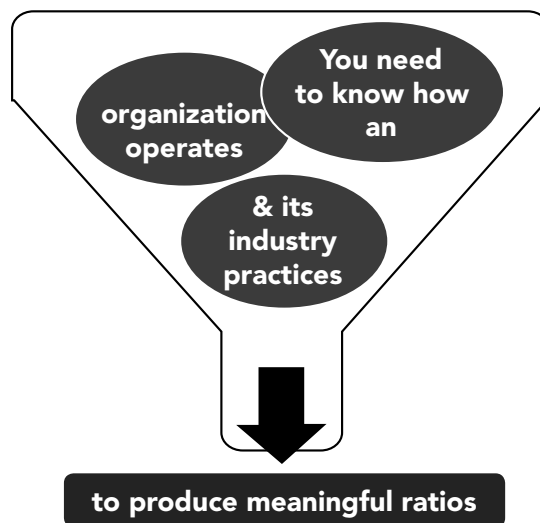 You need
to know how
an
organization
operates
& its
industry
practices
to produce meaningful ratios